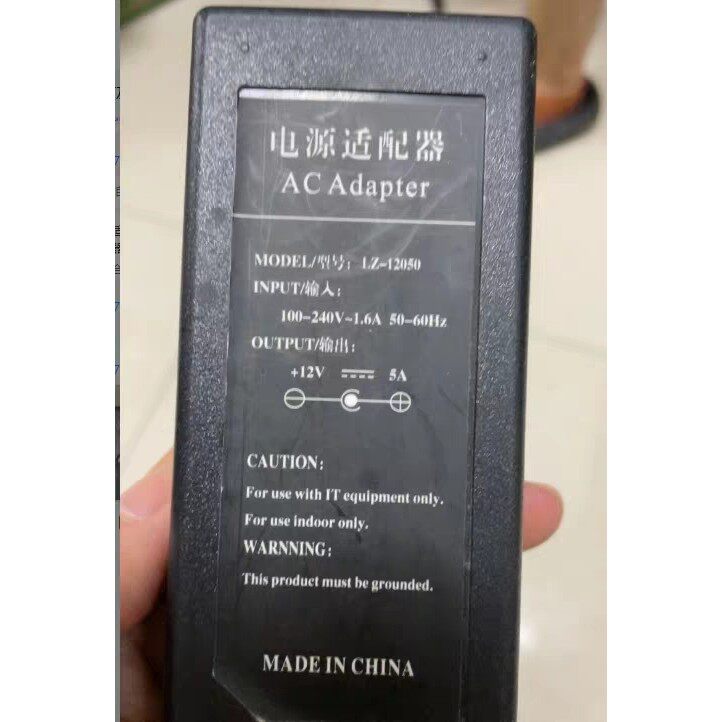 电源适配器
AC Adapter
MODEL/型号: LZ-12050
INPUT/输入:
100-240V~1.6A 50-60Hz
OUTPUT/输出:
+12V 5A
CAUTION:
For use with IT equipment only.
For use indoor only.
WARNNING:
This product must be grounded.
MADE IN CHINA